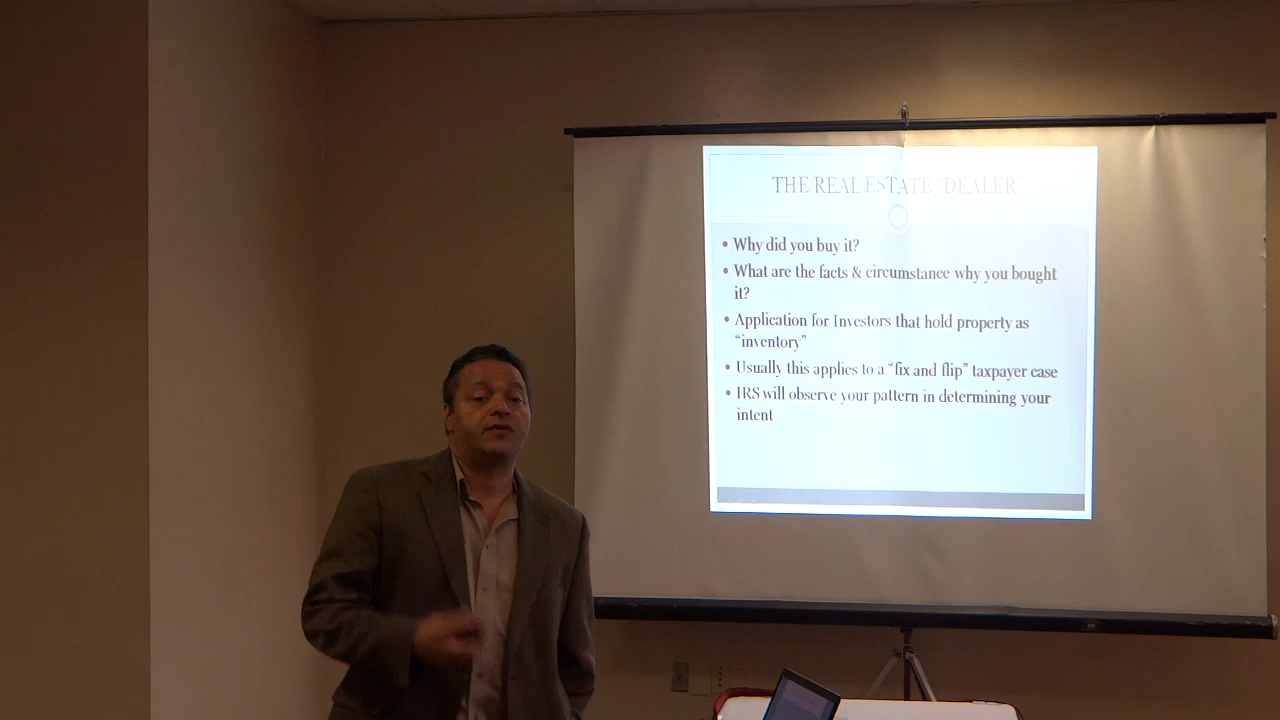 THE REAL ESTATE "DEALER"
• Why did you buy it?
• What are the facts & circumstance why you bought
it?
• Application for Investors that hold property as
"inventory"
• Usually this applies to a "fix and flip" taxpayer case
• IRS will observe your pattern in determining your
intent